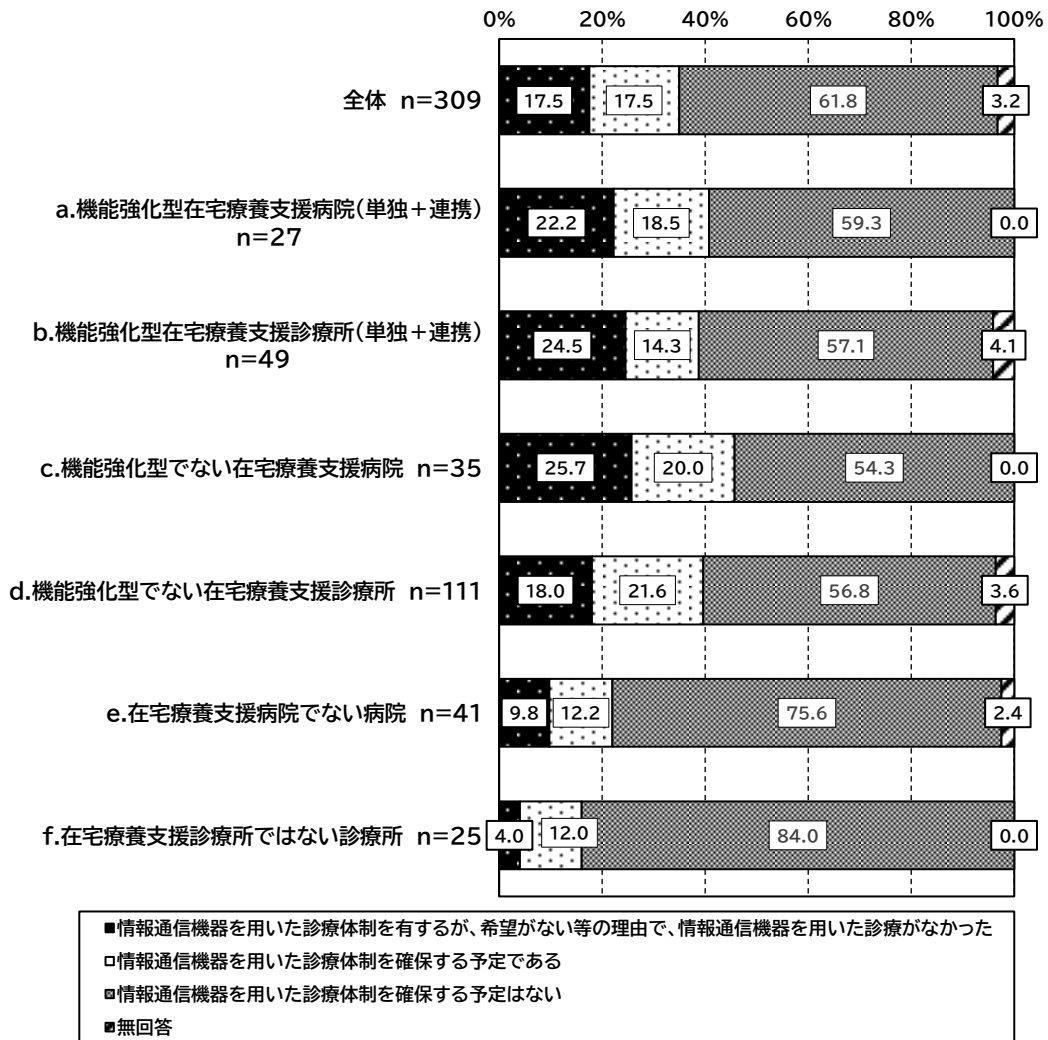 0% 20% 40% 60% 80% 100%
全体 n=309
17.5 17.5 61.8 3.2
a.機能強化型在宅療養支援病院(単独＋連携)
n=27
22.2 18.5 59.3 0.0
b.機能強化型在宅療養支援診療所(単独＋連携)
n=49
24.5 14.3 57.1 4.1
c.機能強化型でない在宅療養支援病院 n=35
25.7 20.0 54.3 0.0
d.機能強化型でない在宅療養支援診療所 n=111
18.0 21.6 56.8 3.6
e.在宅療養支援病院でない病院 n=41
9.8 12.2 75.6 2.4
f.在宅療養支援診療所ではない診療所 n=25
4.0 12.0 84.0 0.0
情報通信機器を用いた診療体制を有するが、希望がない等の理由で、情報通信機器を用いた診療がなかった
情報通信機器を用いた診療体制を確保する予定である
情報通信機器を用いた診療体制を確保する予定はない
無回答